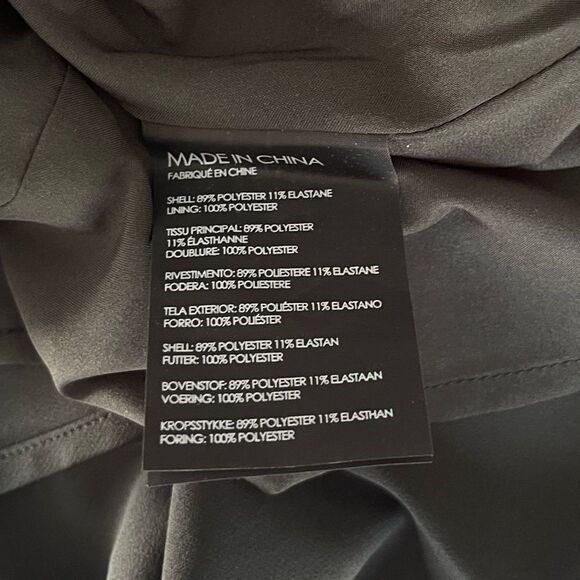 MADE IN CHINA
FABRIQUÉ EN CHINE
SHELL: 89% POLYESTER 11% ELASTANE
LINING: 100% POLYESTER
TISSU PRINCIPAL: 89% POLYESTER
11% ÉLASTHANNE
DOUBLURE: 100% POLYESTER
RIVESTIMENTO: 89% POLIESTERE 11% ELASTANE
FODERA: 100% POLIESTERE
TELA EXTERIOR: 89% POLIÉSTER 11% ELASTANO
FORRO: 100% POLIÉSTER
SHELL: 89% POLYESTER 11% ELASTAN
FUTTER: 100% POLYESTER
BOVENSTOF: 89% POLYESTER 11% ELASTAAN
VOERING: 100% POLYESTER
KROPSSTYKKE: 89% POLYESTER 11% ELASTHAN
FORING: 100% POLYESTER